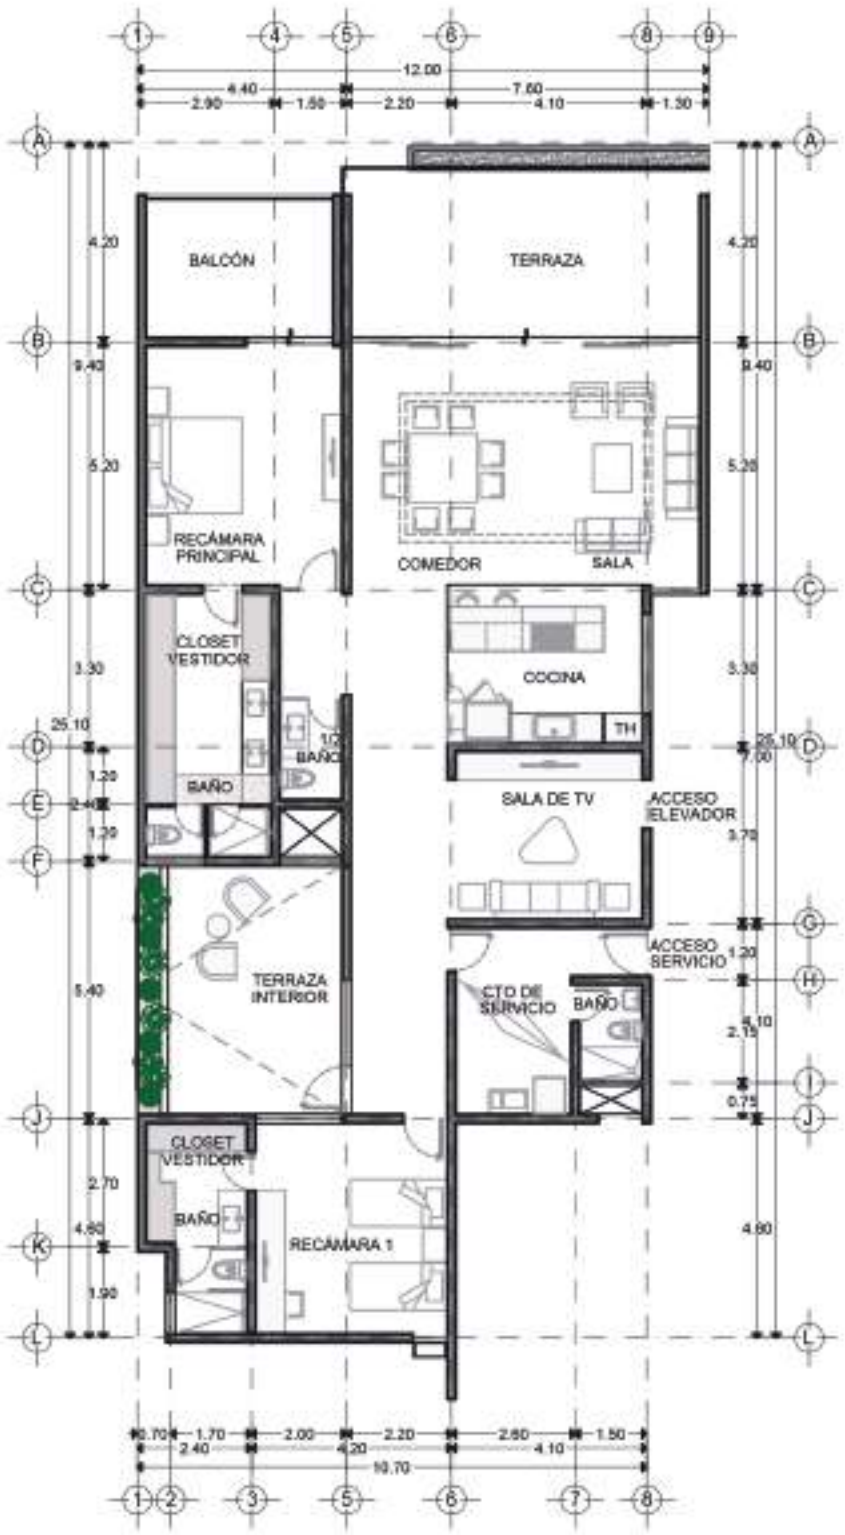 1
4
5
6
8
9
12.00
4.40
7.60
2.90
1.50
2.20
4.10
1.30
A
A
4.20
BALCÓN
TERRAZA
4.20
B
B
9.40
9.40
5.20
5.20
RECÁMARA
PRINCIPAL
COMEDOR
SALA
C
C
CLOSET
VESTIDOR
3.30
COCINA
3.30
25.10
1/2
BAÑO
TH
D
25.10
D
7.00
1.20
BAÑO
SALA DE TV
ACCESO
ELEVADOR
E
2.40
1.20
3.70
F
G
ACCESO
SERVICIO
1.20
TERRAZA
INTERIOR
5.40
CTO DE
SERVICIO
BAÑO
H
4.10
2.15
I
0.75
J
J
CLOSET
VESTIDOR
2.70
BAÑO
4.60
RECÁMARA 1
4.60
K
1.90
L
L
0.70
1.70
2.00
2.20
2.60
1.50
2.40
4.20
4.10
10.70
1
2
3
5
6
7
8